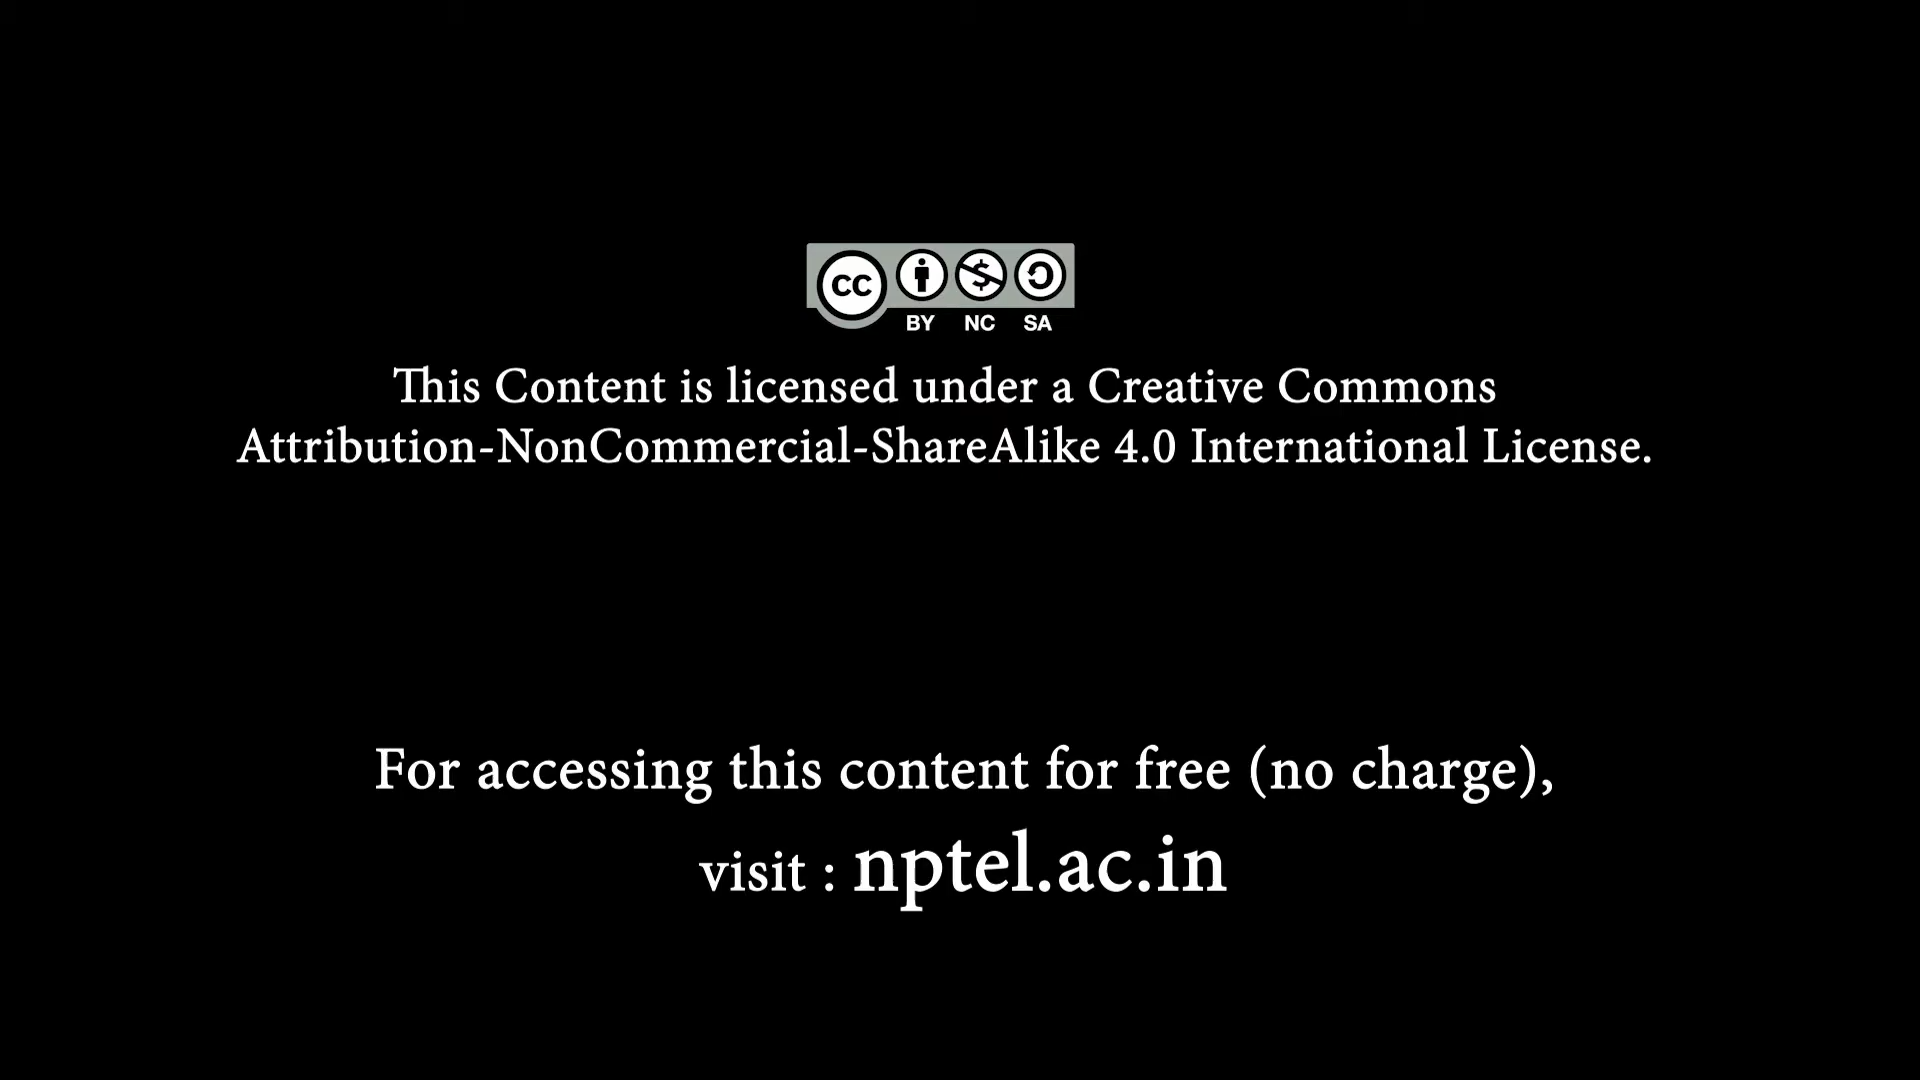 cc
BY NC SA
This Content is licensed under a Creative Commons
Attribution-NonCommercial-ShareAlike 4.0 International License.
For accessing this content for free (no charge),
visit : nptel.ac.in